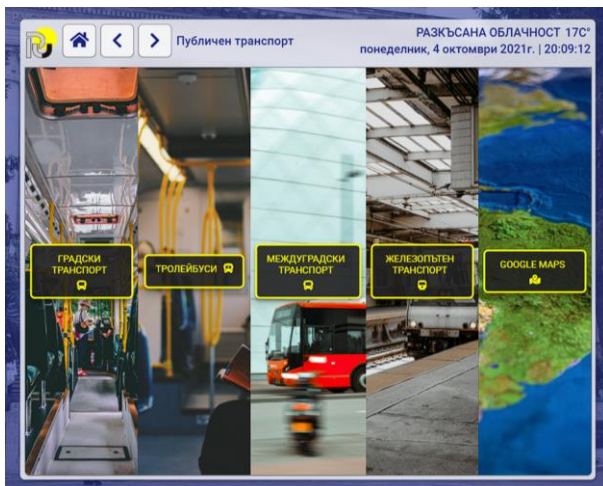 Публичен транспорт
РАЗКЪСАНА ОБЛАЧНОСТ 17C°
понеделник, 4 октомври 2021г. | 20:09:12
ГРАДСКИ
ТРАНСПОРТ
ТРОЛЕЙБУСИ
МЕЖДУГРАДСКИ
ТРАНСПОРТ
ЖЕЛЕЗОПЪТЕН
ТРАНСПОРТ
GOOGLE MAPS